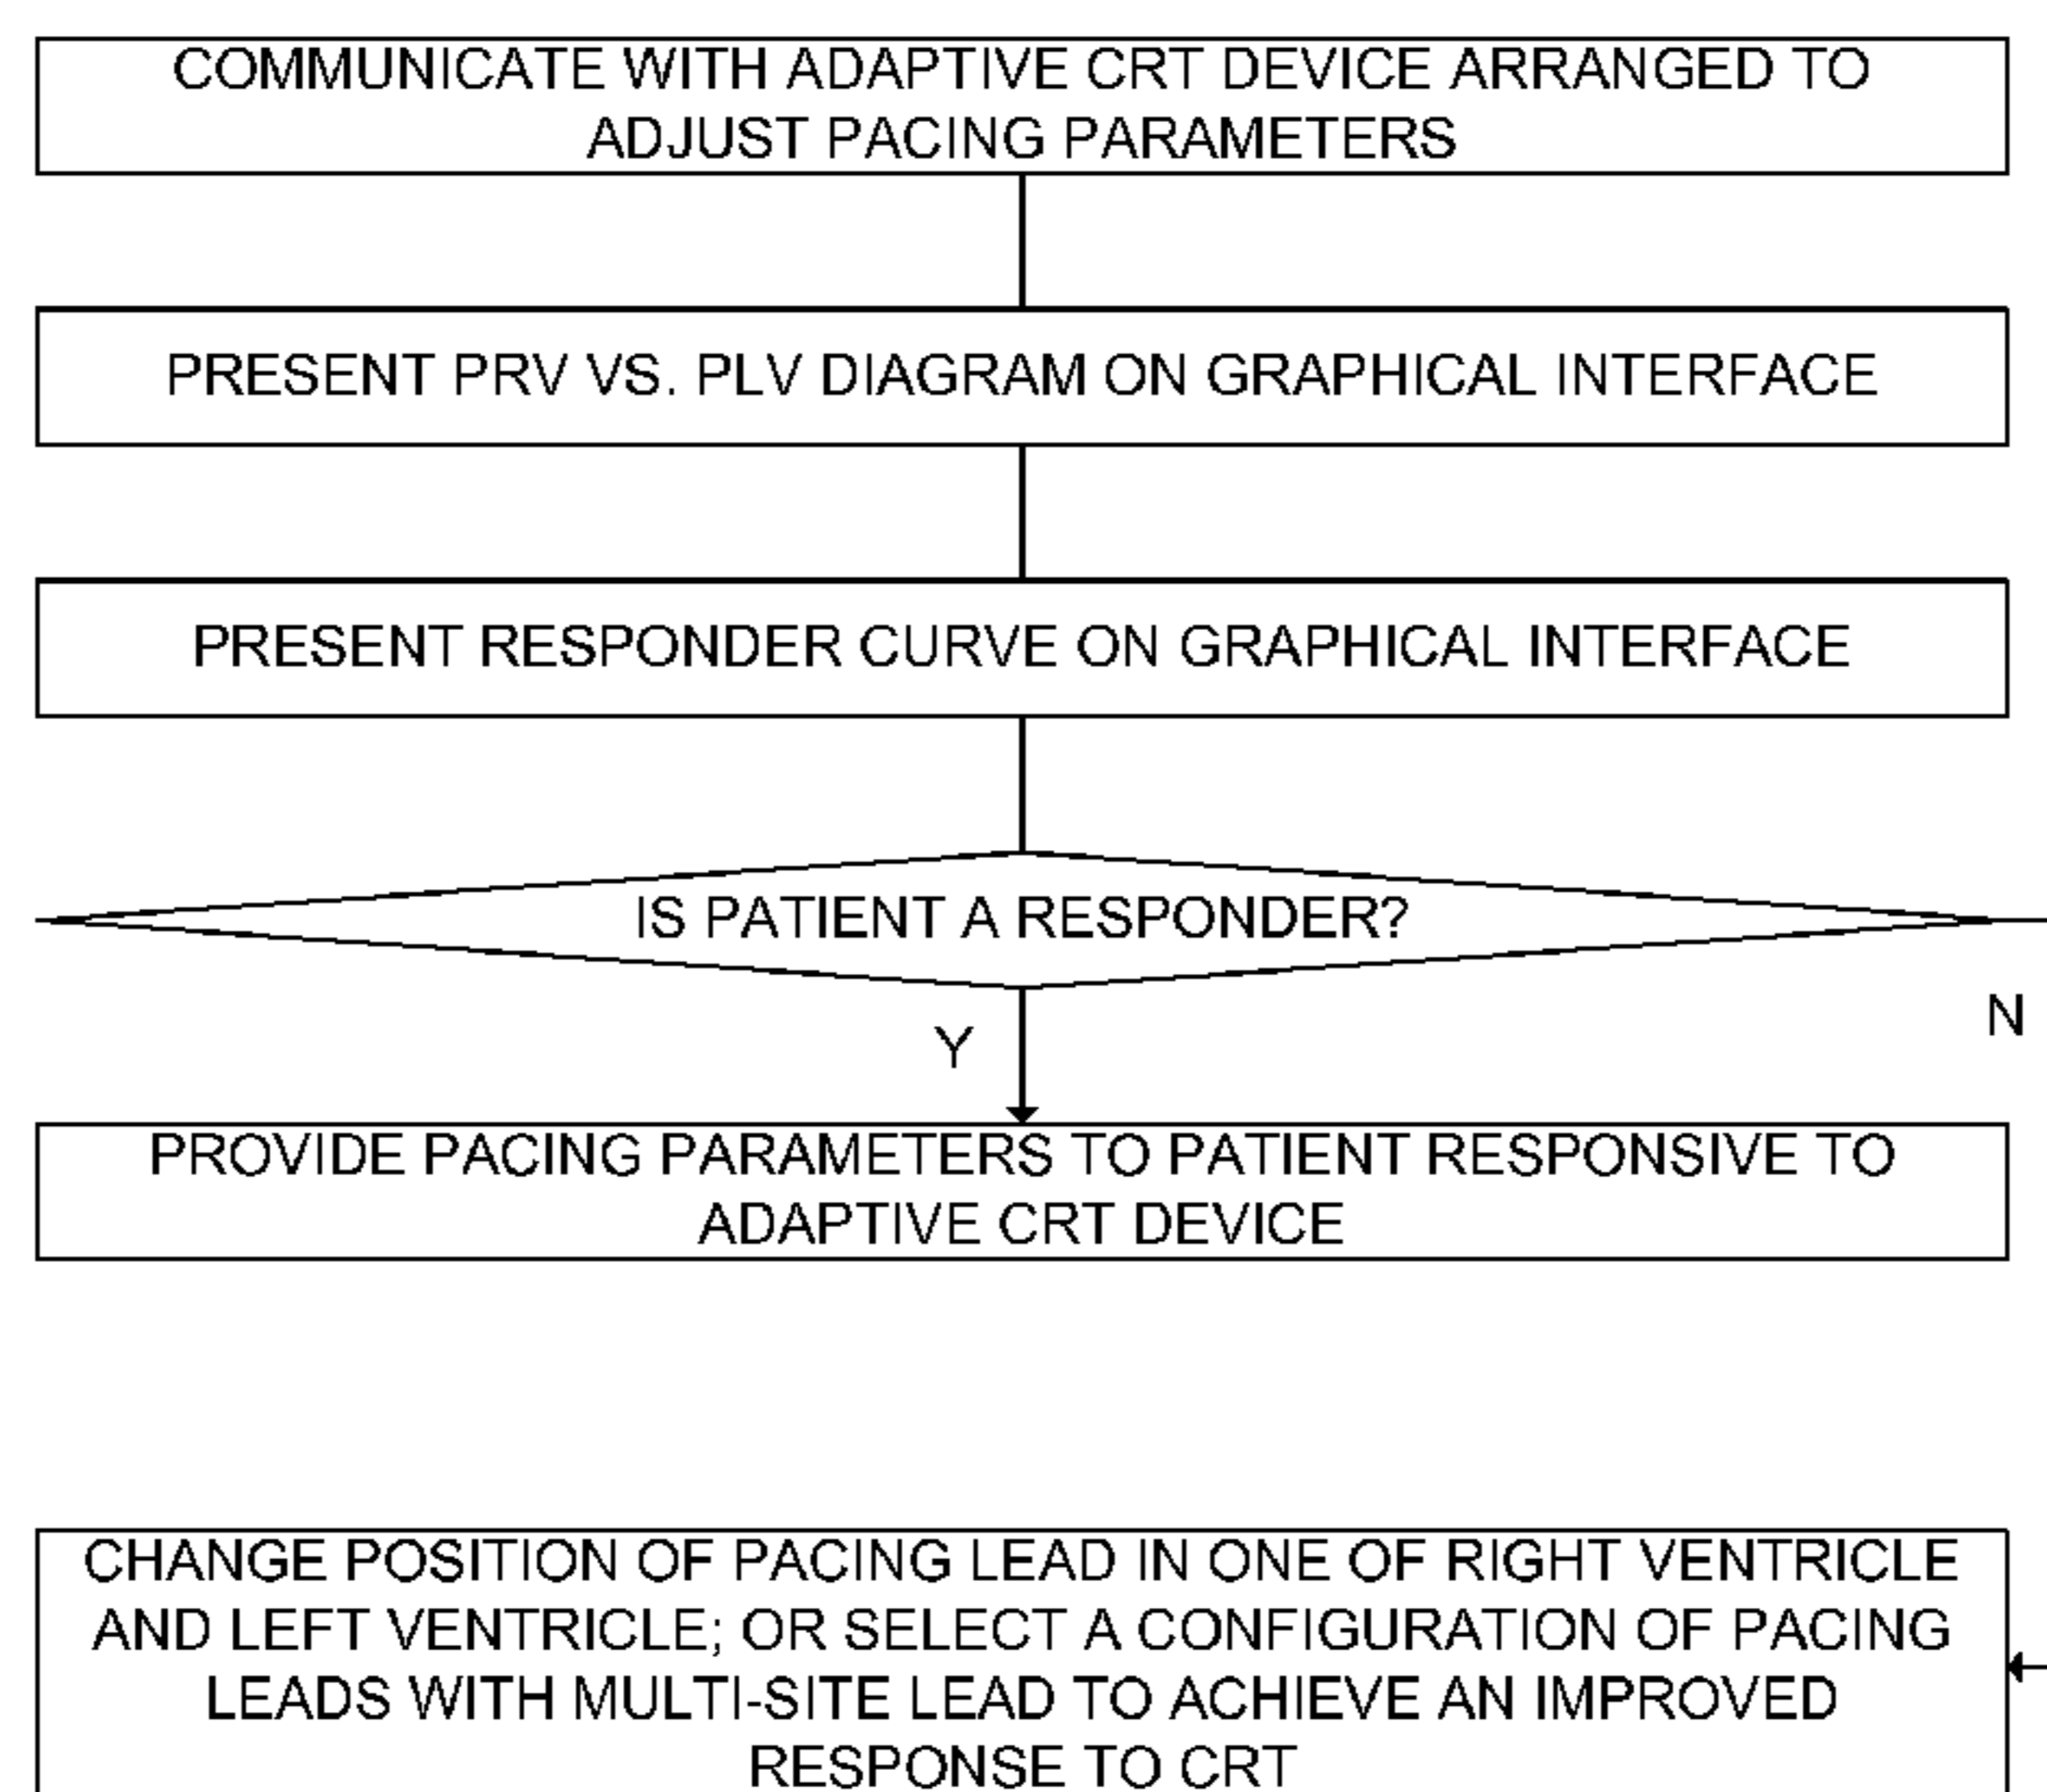 COMMUNICATE WITH ADAPTIVE CRT DEVICE ARRANGED TO
ADJUST PACING PARAMETERS
PRESENT PRV VS. PLV DIAGRAM ON GRAPHICAL INTERFACE
PRESENT RESPONDER CURVE ON GRAPHICAL INTERFACE
IS PATIENT A RESPONDER?
N
Y
PROVIDE PACING PARAMETERS TO PATIENT RESPONSIVE TO
ADAPTIVE CRT DEVICE
CHANGE POSITION OF PACING LEAD IN ONE OF RIGHT VENTRICLE
AND LEFT VENTRICLE; OR SELECT A CONFIGURATION OF PACING
LEADS WITH MULTI-SITE LEAD TO ACHIEVE AN IMPROVED
RESPONSE TO CRT